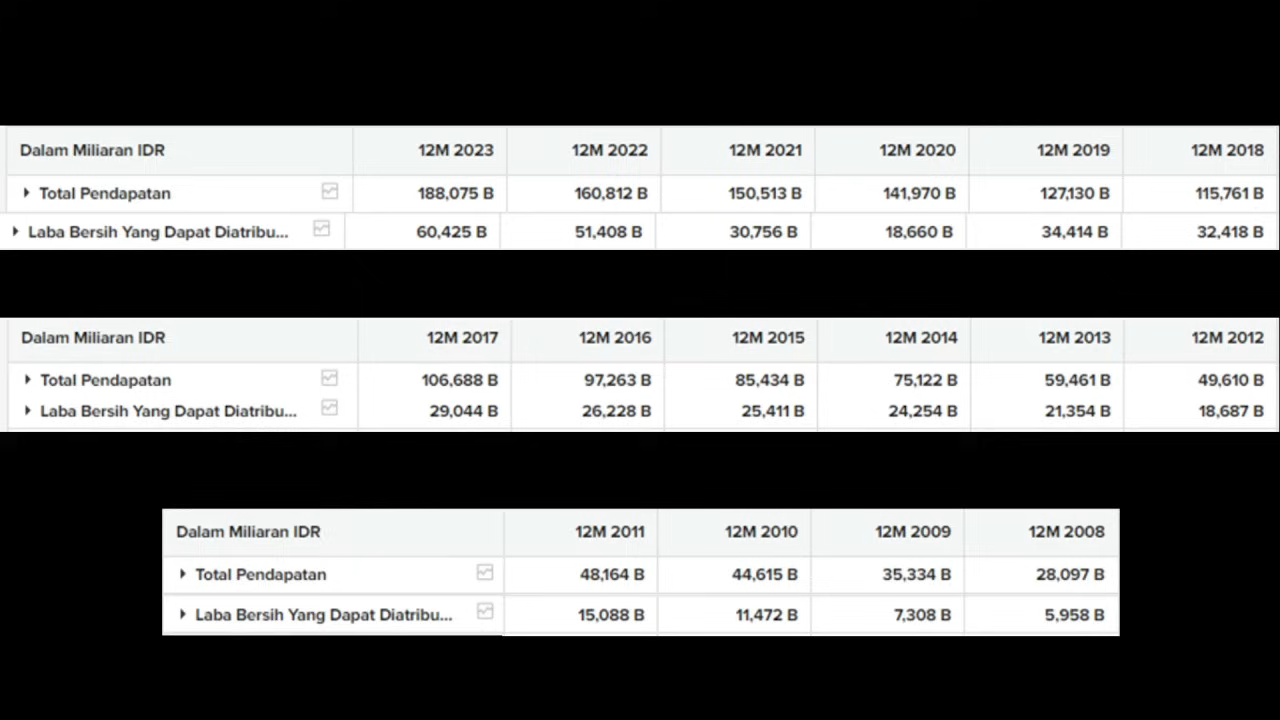 Dalam Miliaran IDR 12M 2023 12M 2022 12M 2021 12M 2020 12M 2019 12M 2018
Total Pendapatan 188,075 B 160,812 B 150,513 B 141,970 B 127,130 B 115,761 B
Laba Bersih Yang Dapat Diatribu... 60,425 B 51,408 B 30,756 B 18,660 B 34,414 B 32,418 B
Dalam Miliaran IDR 12M 2017 12M 2016 12M 2015 12M 2014 12M 2013 12M 2012
Total Pendapatan 106,688 B 97,263 B 85,434 B 75,122 B 59,461 B 49,610 B
Laba Bersih Yang Dapat Diatribu... 29,044 B 26,228 B 25,411 B 24,254 B 21,354 B 18,687 B
Dalam Miliaran IDR 12M 2011 12M 2010 12M 2009 12M 2008
Total Pendapatan 48,164 B 44,615 B 35,334 B 28,097 B
Laba Bersih Yang Dapat Diatribu... 15,088 B 11,472 B 7,308 B 5,958 B